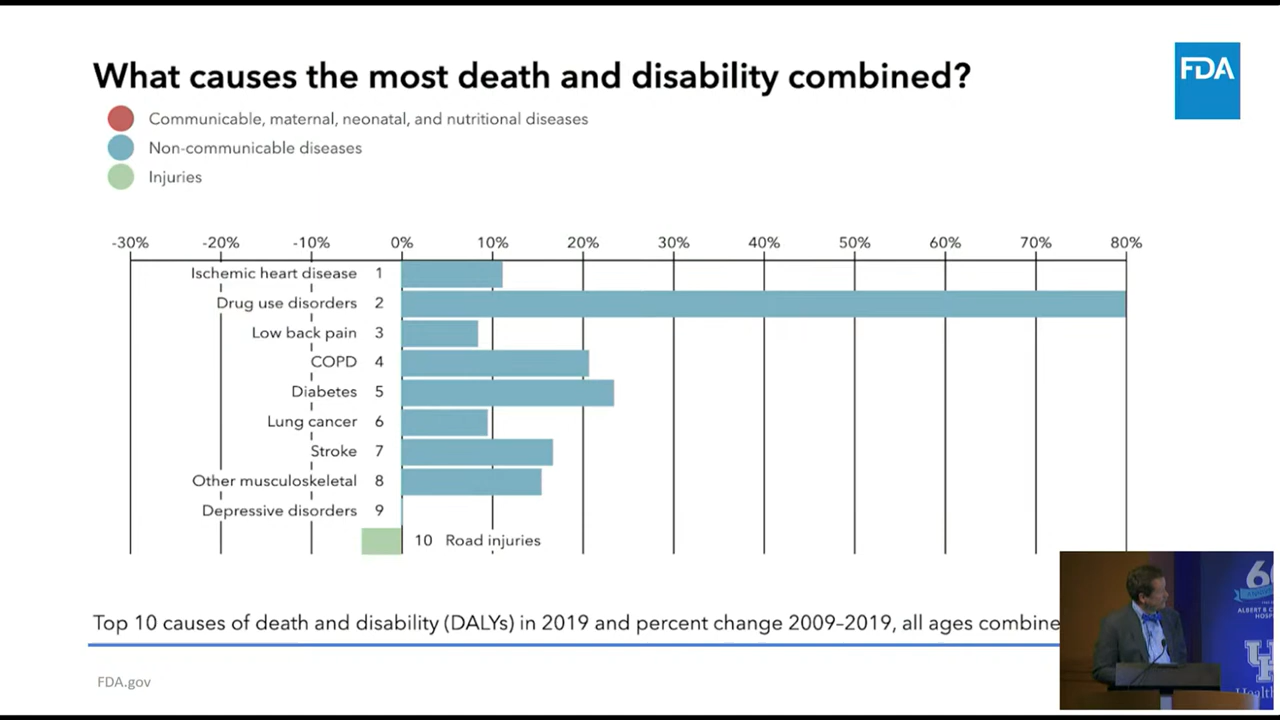 What causes the most death and disability combined?
FDA
Communicable, maternal, neonatal, and nutritional diseases
Non-communicable diseases
Injuries
-30% -20% -10% 0% 10% 20% 30% 40% 50% 60% 70% 80%
Ischemic heart disease 1
Drug use disorders 2
Low back pain 3
COPD 4
Diabetes 5
Lung cancer 6
Stroke 7
Other musculoskeletal 8
Depressive disorders 9
10 Road injuries
Top 10 causes of death and disability (DALYs) in 2019 and percent change 2009–2019, all ages combine
FDA.gov
ALBERT B
HOSP
Health